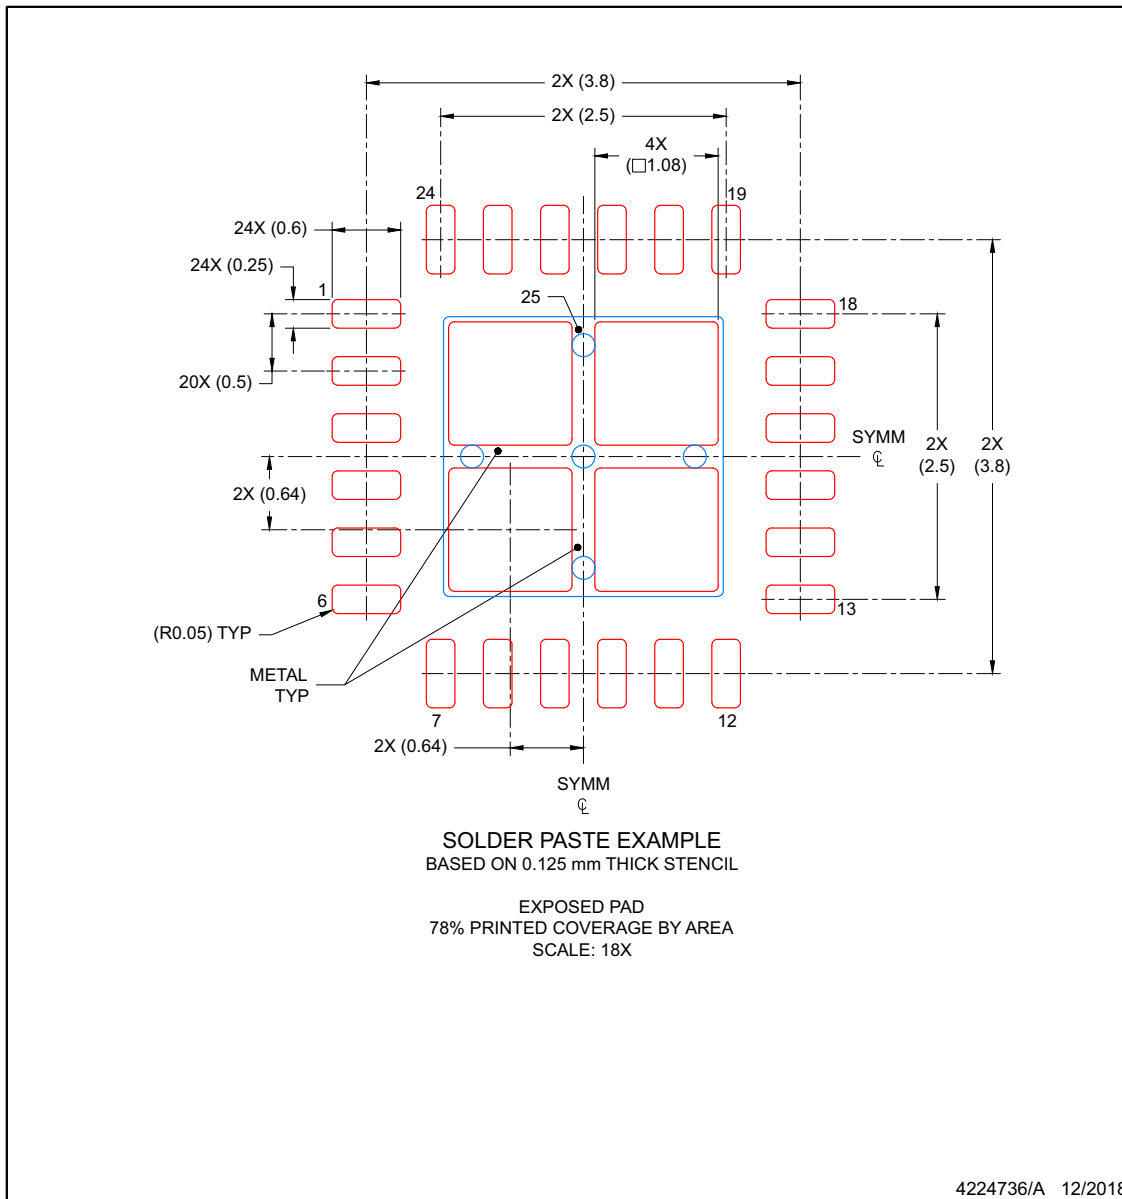 2X (3.8)
2X (2.5)
4X
(□1.08)
24
19
24X (0.6)
24X (0.25)
1
25
18
20X (0.5)
SYMM
℄
2X
(2.5)
2X
(3.8)
2X (0.64)
6
13
(R0.05) TYP
METAL
TYP
7
12
2X (0.64)
SYMM
℄
SOLDER PASTE EXAMPLE
BASED ON 0.125 mm THICK STENCIL
EXPOSED PAD
78% PRINTED COVERAGE BY AREA
SCALE: 18X
4224736/A 12/2018